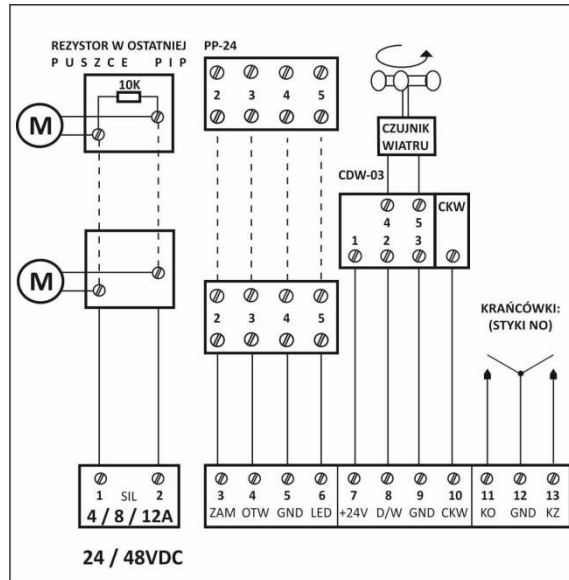 REZYSTOR W OSTATNIEJ
PUSZCE PIP
10K
M
M
PP-24
2 3 4 5
2 3 4 5
CZUJNIK
WIATRU
CDW-03
4 5 CKW
1 2 3
KRAŃCÓWKI:
(STYKI NO)
1 SIL 2
4 / 8 / 12A
24 / 48VDC
3 4 5 6 7 8 9 10 11 12 13
ZAM OTW GND LED +24V D/W GND CKW KO GND KZ